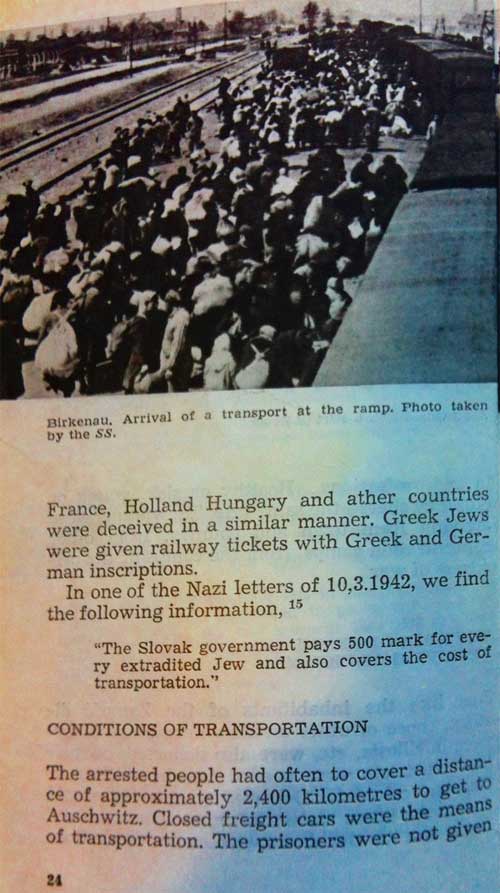 Birkenau. Arrival of a transport at the ramp. Photo taken
by the SS.
France, Holland Hungary and ather countries
were deceived in a similar manner. Greek Jews
were given railway tickets with Greek and Ger-
man inscriptions.
In one of the Nazi letters of 10,3.1942, we find
the following information, 15
"The Slovak government pays 500 mark for eve-
ry extradited Jew and also covers the cost of
transportation."
CONDITIONS OF TRANSPORTATION
The arrested people had often to cover a distan-
ce of approximately 2,400 kilometres to get to
Auschwitz. Closed freight cars were the means
of transportation. The prisoners were not given
24